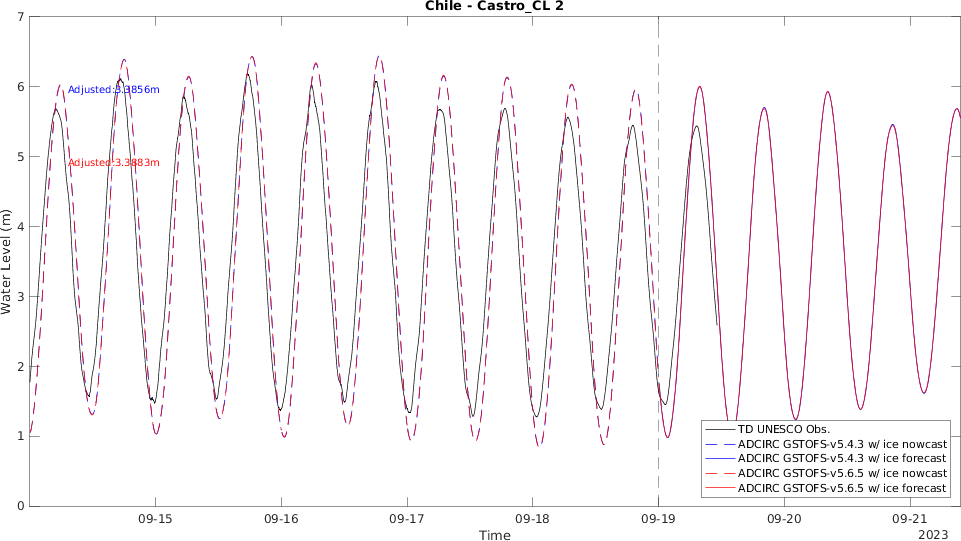 Chile - Castro_CL 2
7
6
5
4
3
2
1
0
Water Level (m)
Adjusted:3.3856m
Adjusted:3.3883m
TD UNESCO Obs.
ADCIRC GSTOFS-v5.4.3 w/ ice nowcast
ADCIRC GSTOFS-v5.4.3 w/ ice forecast
ADCIRC GSTOFS-v5.6.5 w/ ice nowcast
ADCIRC GSTOFS-v5.6.5 w/ ice forecast
09-15 09-16 09-17 09-18 09-19 09-20 09-21
Time
2023